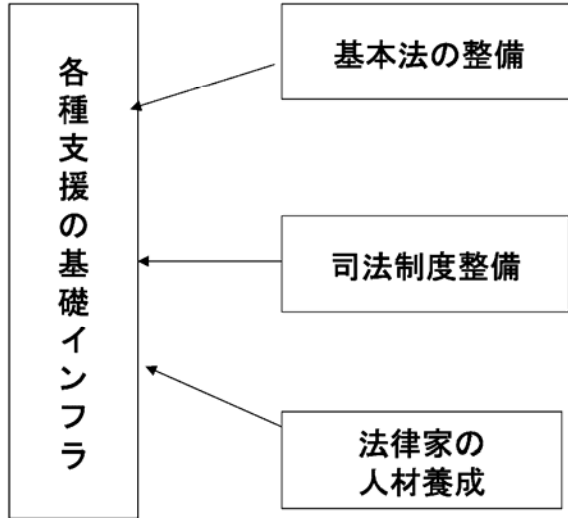 各種支援の基礎インフラ
基本法の整備
司法制度整備
法律家の
人材養成